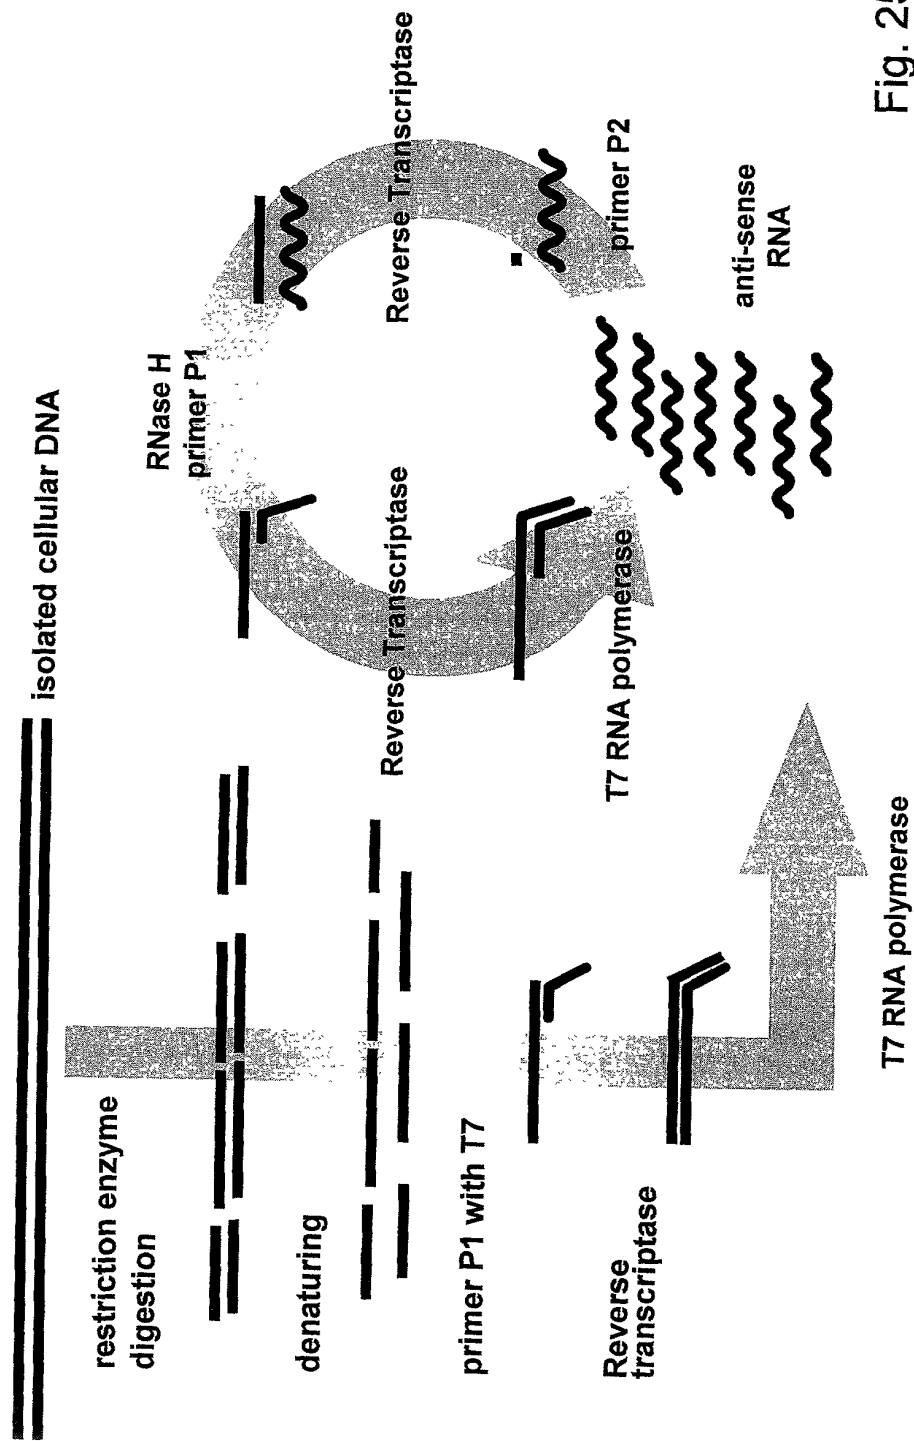 isolated cellular DNA
restriction enzyme
digestion
denaturing
primer P1 with T7
Reverse
transcriptase
T7 RNA polymerase
RNase H
primer P1
Reverse Transcriptase
Reverse Transcriptase
T7 RNA polymerase
primer P2
anti-sense
RNA
Fig.